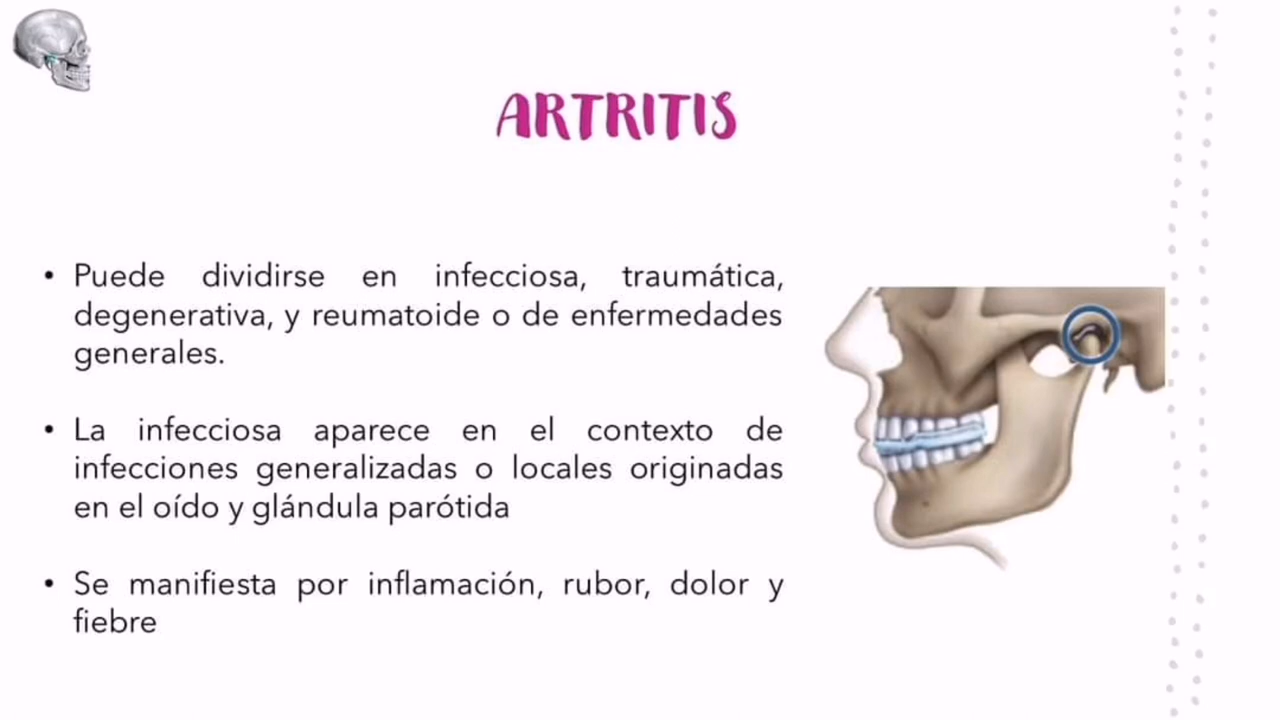 ARTRITIS
• Puede dividirse en infecciosa, traumática,
degenerativa, y reumatoide o de enfermedades
generales.
• La infecciosa aparece en el contexto de
infecciones generalizadas o locales originadas
en el oído y glándula parótida
• Se manifiesta por inflamación, rubor, dolor y
fiebre